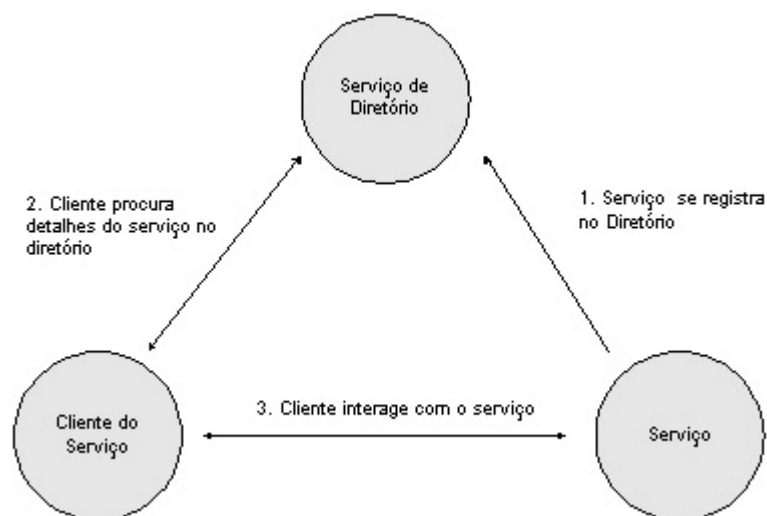 Serviço de
Diretório
2. Cliente procura
detalhes do serviço no
diretório
1. Serviço se registra
no Diretório
Cliente do
Serviço
3. Cliente interage com o serviço
Serviço